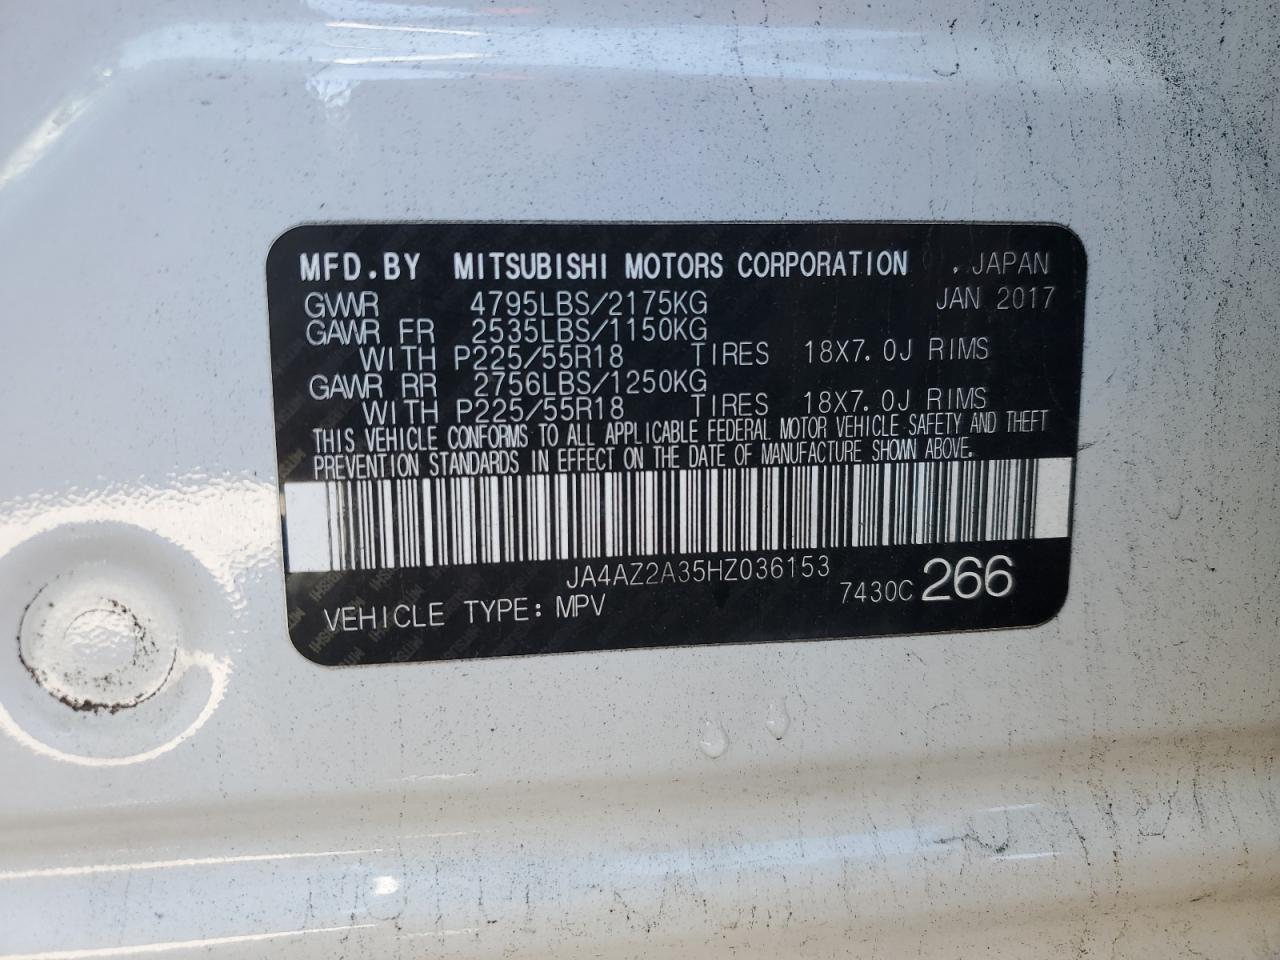 MFD.BY MITSUBISHI MOTORS CORPORATION , JAPAN
GVWR 4795LBS/2175KG JAN 2017
GAWR FR 2535LBS/1150KG
WITH P225/55R18 TIRES 18X7.0J RIMS
GAWR RR 2756LBS/1250KG
WITH P225/55R18 TIRES 18X7.0J RIMS
THIS VEHICLE CONFORMS TO ALL APPLICABLE FEDERAL MOTOR VEHICLE SAFETY AND THEFT
PREVENTION STANDARDS IN EFFECT ON THE DATE OF MANUFACTURE SHOWN ABOVE.
JA4AZ2A35HZ036153
VEHICLE TYPE: MPV 7430C 266